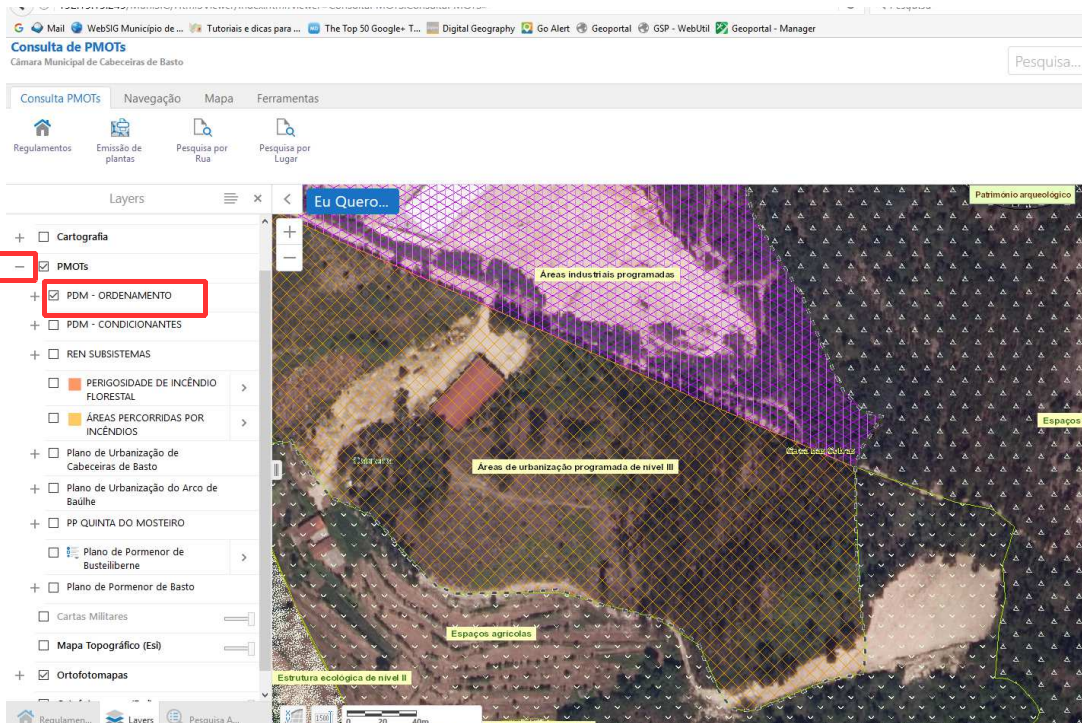 G Mail WebSIG Município de ... Tutoriais e dicas para ... The Top 50 Google+ T... Digital Geography Go Alert Geoportal GSP - WebUtil Geoportal - Manager
Consulta de PMOTs
Câmara Municipal de Cabeceiras de Basto
Pesquisa...
Consulta PMOTs Navegação Mapa Ferramentas
Regulamentos
Emissão de
plantas
Pesquisa por
Rua
Pesquisa por
Lugar
Layers
Cartografia
PMOTs
PDM - ORDENAMENTO
PDM - CONDICIONANTES
REN SUBSISTEMAS
PERIGOSIDADE DE INCÊNDIO
FLORESTAL
ÁREAS PERCORRIDAS POR
INCÊNDIOS
Plano de Urbanização de
Cabeceiras de Basto
Plano de Urbanização do Arco de
Baúlhe
PP QUINTA DO MOSTEIRO
Plano de Pormenor de
Busteiliberne
Plano de Pormenor de Basto
Cartas Militares
Mapa Topográfico (Esi)
Ortofotomapas
Regulamen... Layers Pesquisa A...
Eu Quero...
Património arqueológico
Áreas industriais programadas
Espaços
Áreas de urbanização programada de nível III
Espaços agrícolas
Estrutura ecológica de nível II
0 20 40m